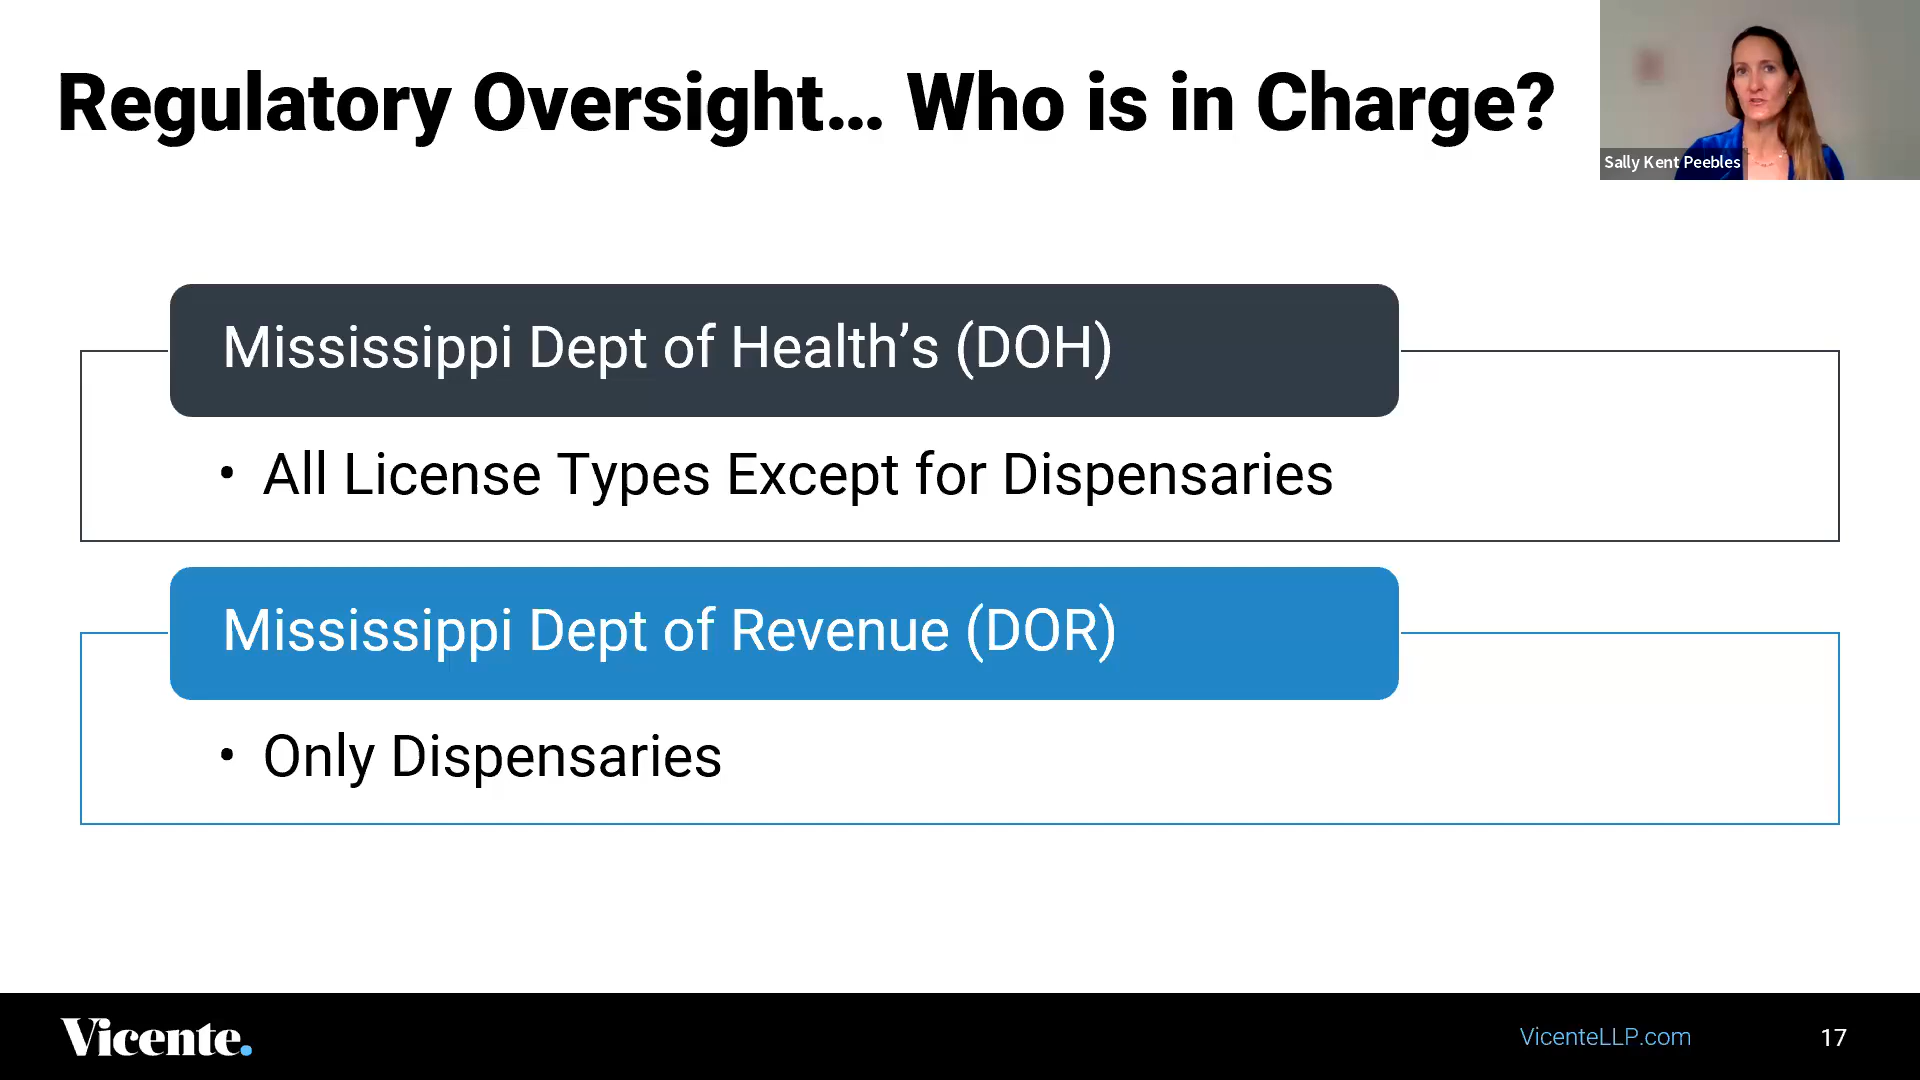 Regulatory Oversight... Who is in Charge?
Sally Kent Peebles
Mississippi Dept of Health’s (DOH)
• All License Types Except for Dispensaries
Mississippi Dept of Revenue (DOR)
• Only Dispensaries
Vicente.
VicenteLLP.com
17